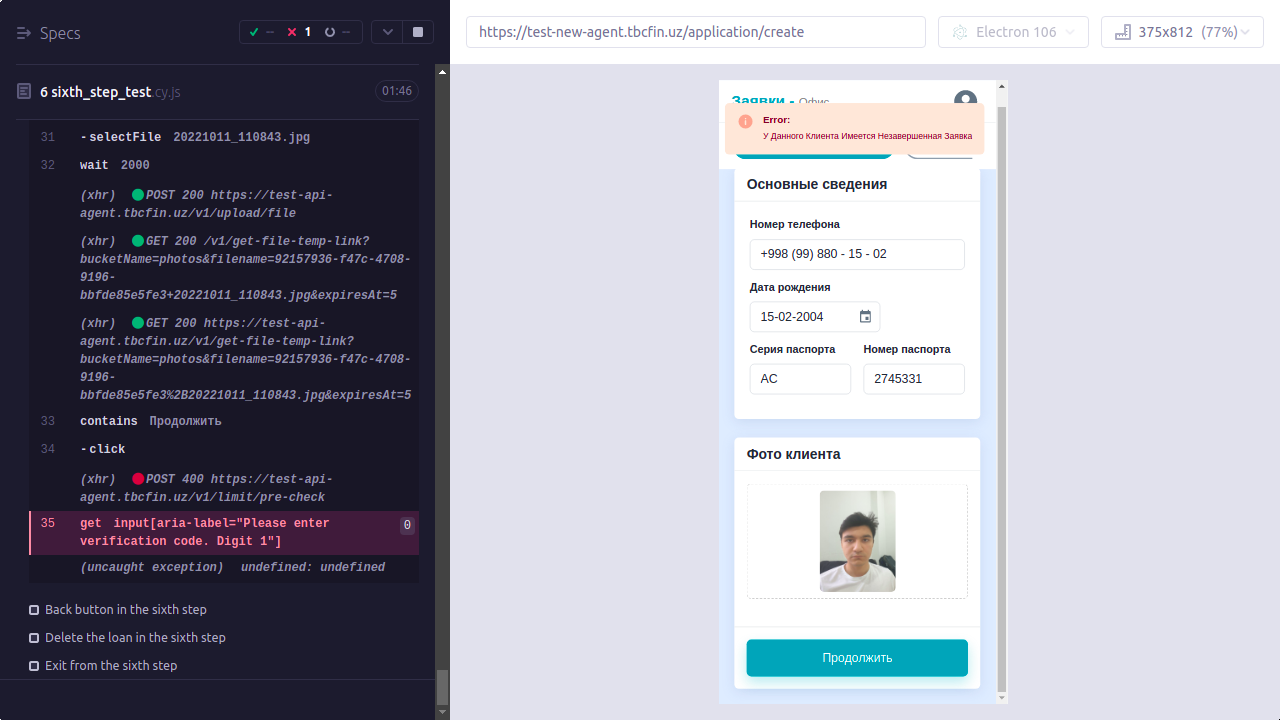 Specs
-- 1 --
6 sixth_step_test.cy.js 01:46
31 -selectFile 20221011_110843.jpg
32 wait 2000
(xhr) POST 200 https://test-api-
agent.tbcfin.uz/v1/upload/file
(xhr) GET 200 /v1/get-file-temp-link?
bucketName=photos&filename=92157936-f47c-4708-
9196-
bbfde85e5fe3+20221011_110843.jpg&expiresAt=5
(xhr) GET 200 https://test-api-
agent.tbcfin.uz/v1/get-file-temp-link?
bucketName=photos&filename=92157936-f47c-4708-
9196-
bbfde85e5fe3%2B20221011_110843.jpg&expiresAt=5
33 contains Продолжить
34 -click
(xhr) POST 400 https://test-api-
agent.tbcfin.uz/v1/limit/pre-check
35 get input[aria-label="Please enter 0
verification code. Digit 1"]
(uncaught exception) undefined: undefined
Back button in the sixth step
Delete the loan in the sixth step
Exit from the sixth step
https://test-new-agent.tbcfin.uz/application/create
Electron 106
375x812 (77%)
Заявки - Офис
Error:
У Данного Клиента Имеется Незавершенная Заявка
Основные сведения
Номер телефона
+998 (99) 880 - 15 - 02
Дата рождения
15-02-2004
Серия паспорта Номер паспорта
AC 2745331
Фото клиента
Продолжить